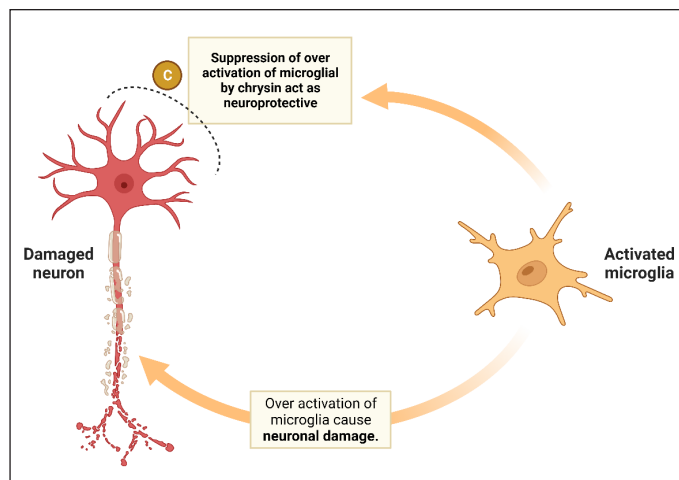 C
Suppression of over
activation of microglial
by chrysin act as
neuroprotective
Damaged
neuron
Activated
microglia
Over activation of
microglia cause
neuronal damage.